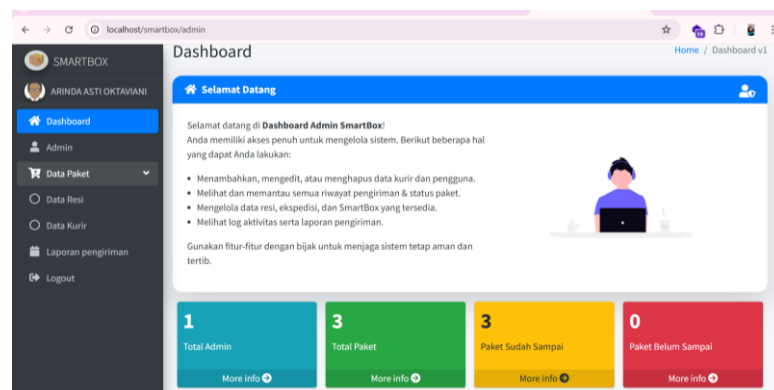 localhost/smartbox/admin
SMARTBOX
ARINDA ASTI OKTAVIANI
Dashboard
Admin
Data Paket
Data Resi
Data Kurir
Laporan pengiriman
Logout
Dashboard
Home / Dashboard v1
Selamat Datang
Selamat datang di Dashboard Admin SmartBox!
Anda memiliki akses penuh untuk mengelola sistem. Berikut beberapa hal
yang dapat Anda lakukan:
• Menambahkan, mengedit, atau menghapus data kurir dan pengguna.
• Melihat dan memantau semua riwayat pengiriman & status paket.
• Mengelola data resi, ekspedisi, dan SmartBox yang tersedia.
• Melihat log aktivitas serta laporan pengiriman.
Gunakan fitur-fitur dengan bijak untuk menjaga sistem tetap aman dan
tertib.
1
Total Admin
More info
3
Total Paket
More info
3
Paket Sudah Sampai
More info
0
Paket Belum Sampai
More info